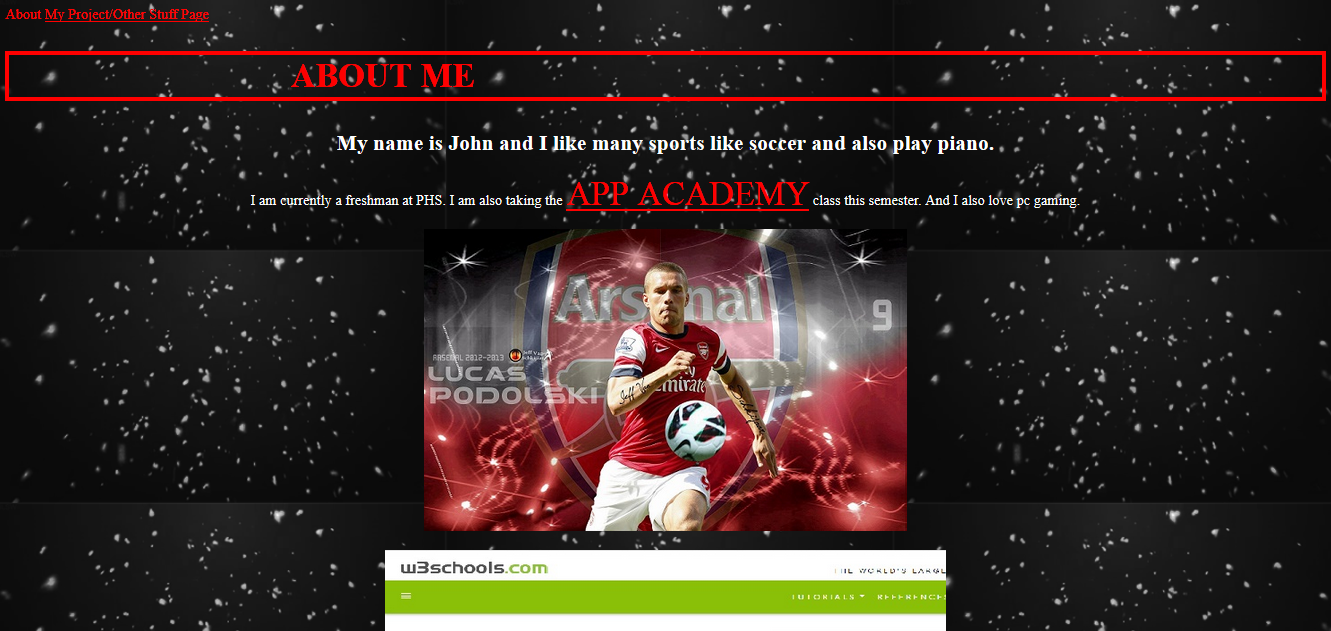 About My Project/Other Stuff Page
ABOUT ME
My name is John and I like many sports like soccer and also play piano.
I am currently a freshman at PHS. I am also taking the APP ACADEMY class this semester. And I also love pc gaming.
Arsenal
9
ARSENAL 2012-2013
LUCAS
PODOLSKI
Emirates
w3schools.com
THE WORLD'S LARGE
TUTORIALS REFERENCES